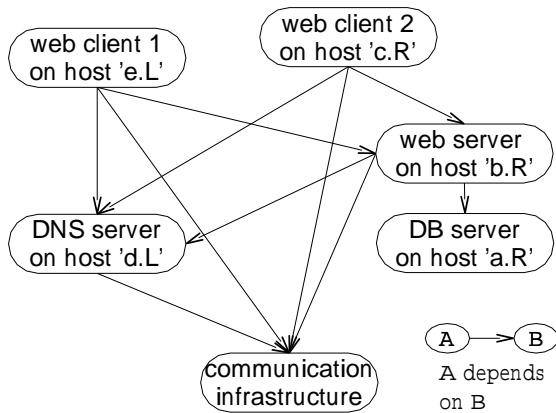 web client 1
on host 'e.L'
web client 2
on host 'c.R'
web server
on host 'b.R'
DNS server
on host 'd.L'
DB server
on host 'a.R'
communication
infrastructure
A
B
A depends
on B